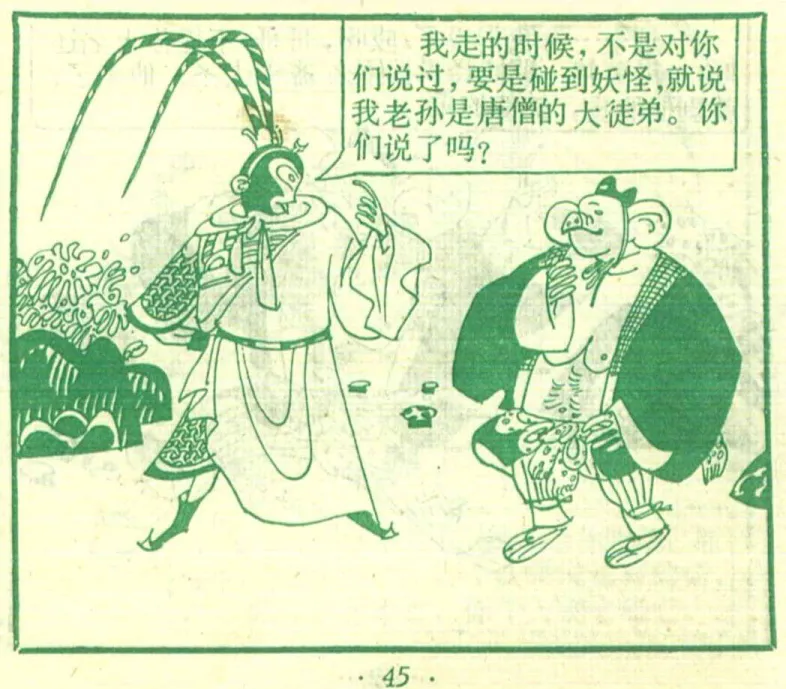 我走的时候，不是对你
们说过，要是碰到妖怪，就说
我老孙是唐僧的大徒弟。你
们说了吗？
· 45 ·